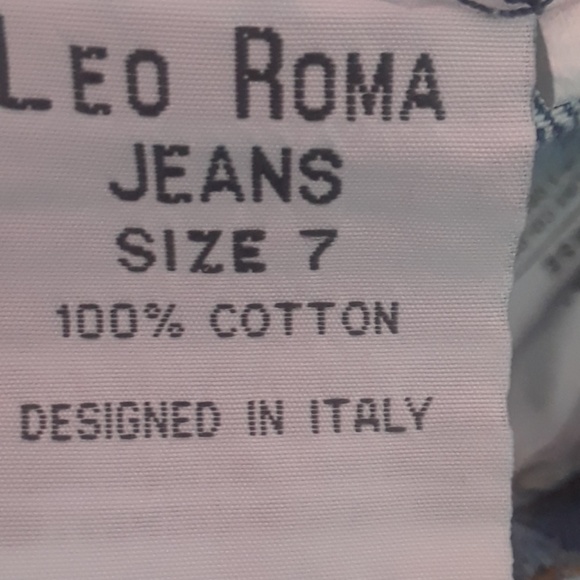 LEO ROMA
JEANS
SIZE 7
100% COTTON
DESIGNED IN ITALY